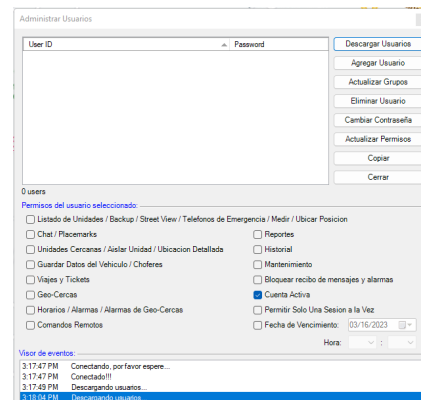 Administrar Usuarios
User ID Password
Descargar Usuarios
Agregar Usuario
Actualizar Grupos
Eliminar Usuario
Cambiar Contraseña
Actualizar Permisos
Copiar
Cerrar
0 users
Permisos del usuario seleccionado:
Listado de Unidades / Backup / Street View / Telefonos de Emergencia / Medir / Ubicar Posicion
Chat / Placemarks Reportes
Unidades Cercanas / Aislar Unidad / Ubicacion Detallada Historial
Guardar Datos del Vehiculo / Choferes Mantenimiento
Viajes y Tickets Bloquear recibo de mensajes y alarmas
Geo-Cercas Cuenta Activa
Horarios / Alarmas / Alarmas de Geo-Cercas Permitir Solo Una Sesion a la Vez
Comandos Remotos Fecha de Vencimiento: 03/16/2023
Hora: :
Visor de eventos:
3:17:47 PM Conectando, por favor espere...
3:17:47 PM Conectado!!!
3:17:49 PM Descargando usuarios...
3:18:04 PM Descargando usuarios...